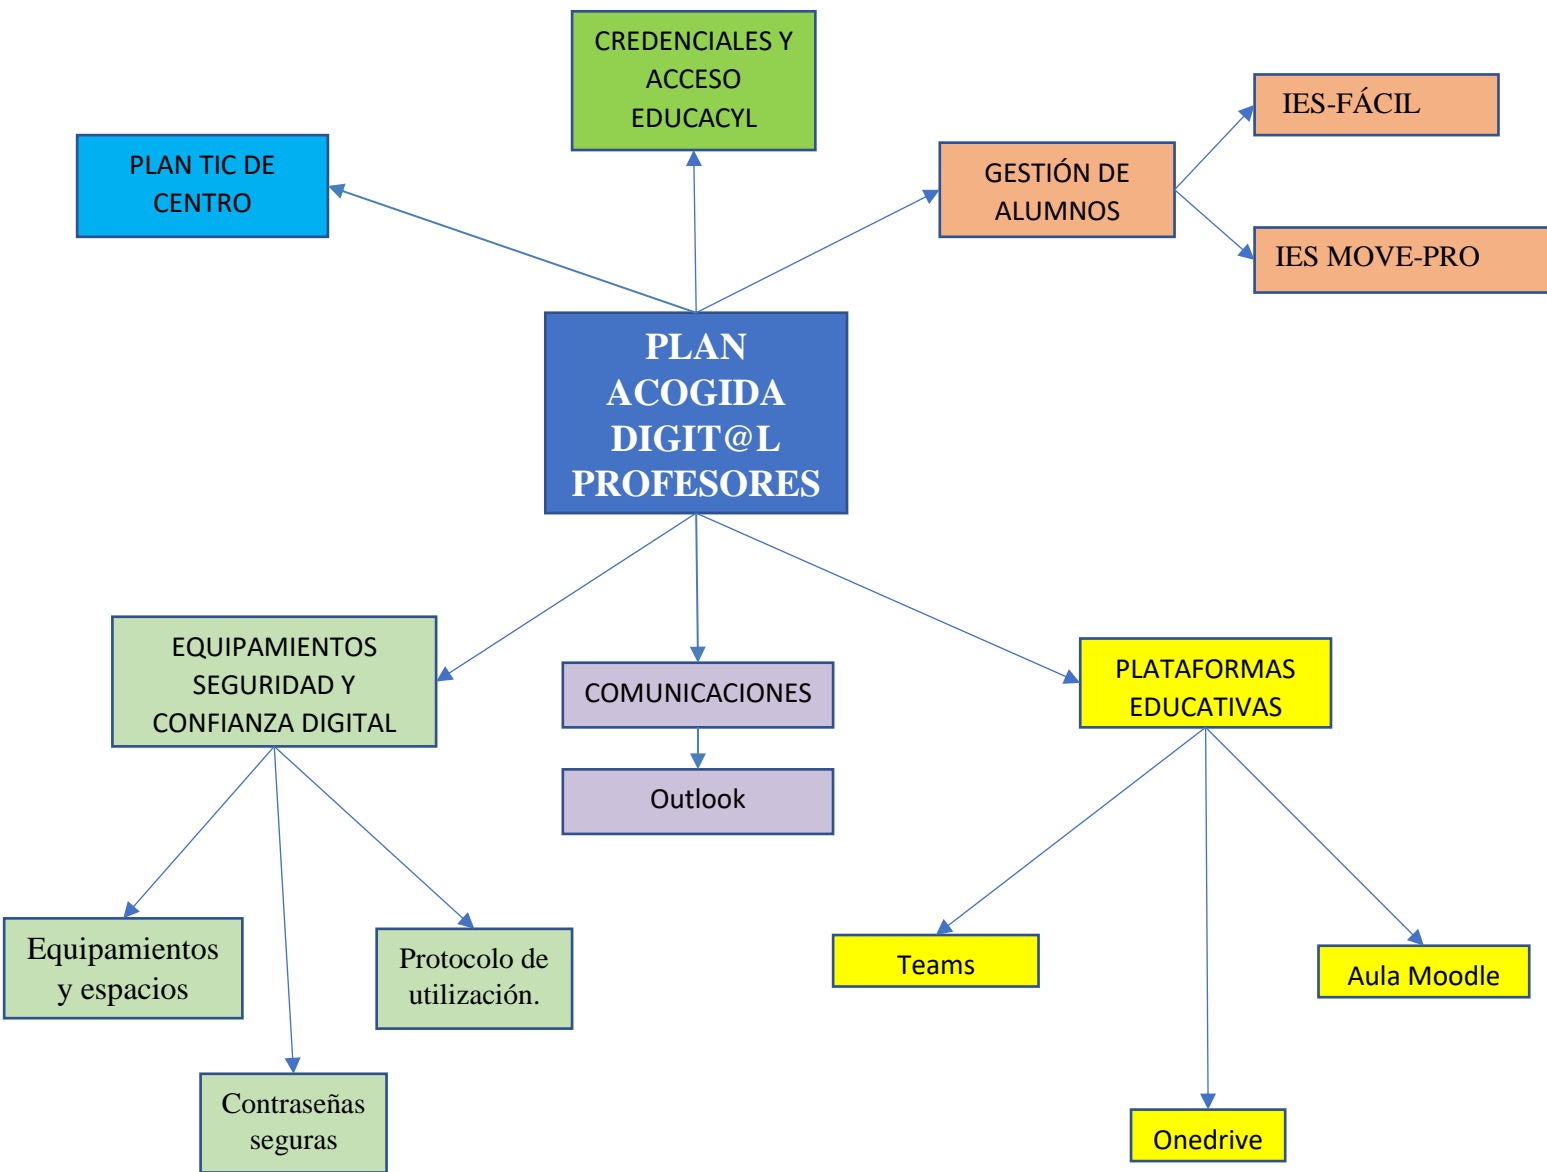 CREDENCIALES Y
ACCESO
EDUCACYL
PLAN TIC DE
CENTRO
GESTIÓN DE
ALUMNOS
IES-FÁCIL
IES MOVE-PRO
PLAN
ACOGIDA
DIGIT@L
PROFESORES
EQUIPAMIENTOS
SEGURIDAD Y
CONFIANZA DIGITAL
COMUNICACIONES
Outlook
PLATAFORMAS
EDUCATIVAS
Equipamientos
y espacios
Contraseñas
seguras
Protocolo de
utilización.
Teams
Onedrive
Aula Moodle